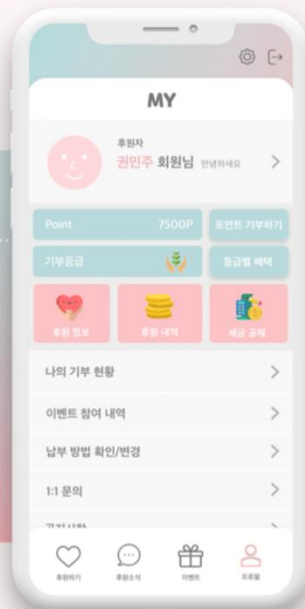 MY
후원자
권민주 회원님 안녕하세요
Point 7500P 포인트 기부하기
기부등급 등급별 혜택
후원 정보 후원 내역 세금 공제
나의 기부 현황
이벤트 참여 내역
납부 방법 확인/변경
1:1 문의
공지사항
후원하기 후원소식 이벤트 프로필